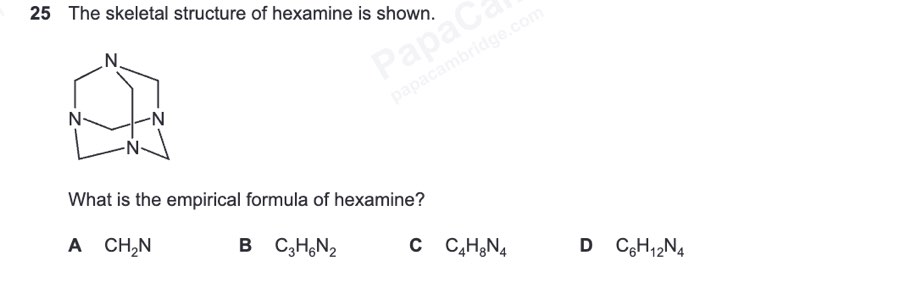 25 The skeletal structure of hexamine is shown.
PapaCam
papacambridge.com
N
N N
N
What is the empirical formula of hexamine?
A CH₂N B C₃H₆N₂ C C₄H₈N₄ D C₆H₁₂N₄